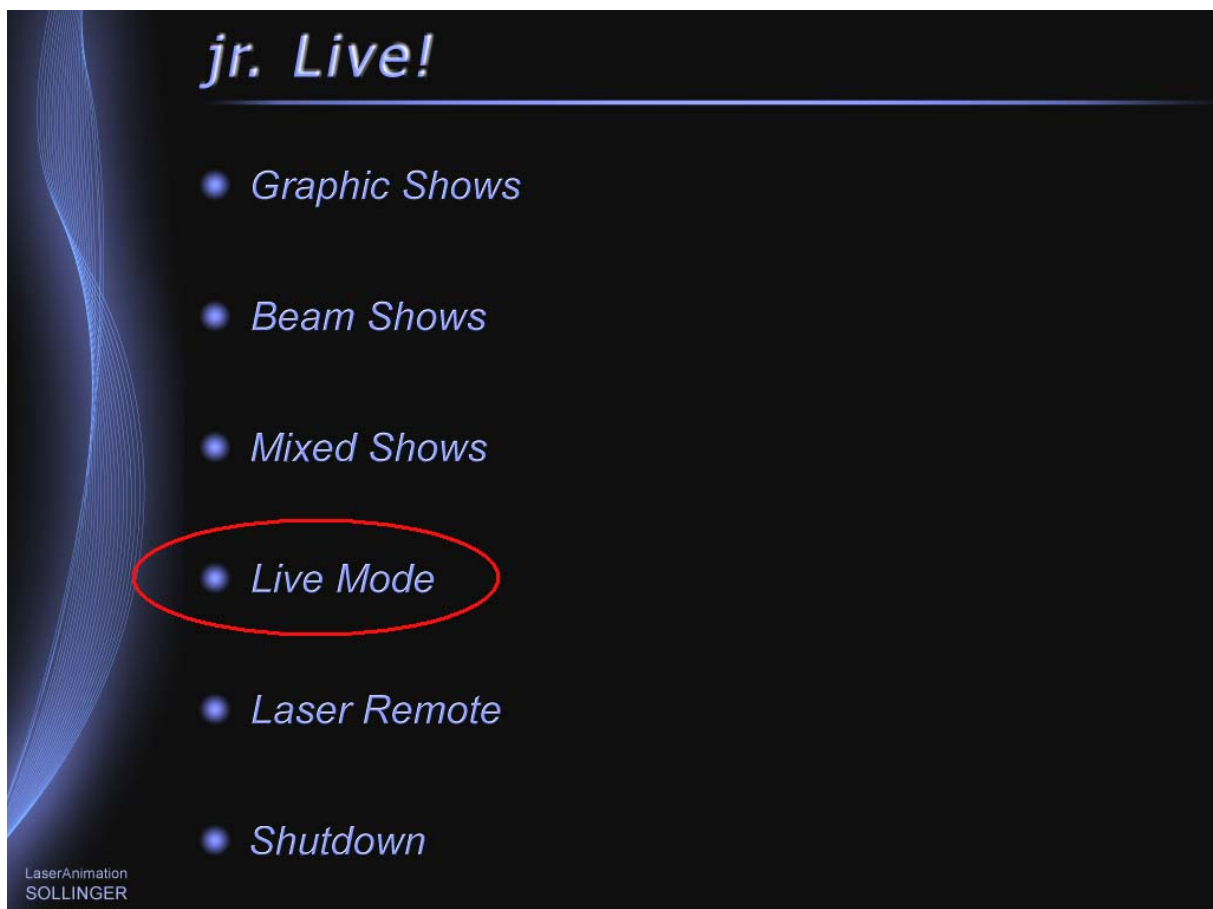 jr. Live!
Graphic Shows
Beam Shows
Mixed Shows
Live Mode
Laser Remote
Shutdown
LaserAnimation
SOLLINGER